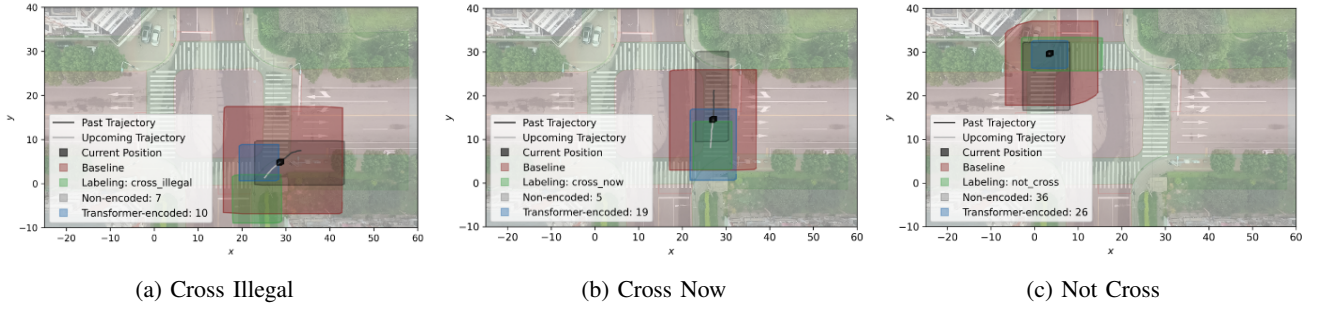 40
30
20
10
0
−10
y
Past Trajectory
Upcoming Trajectory
Current Position
Baseline
Labeling: cross_illegal
Non-encoded: 7
Transformer-encoded: 10
−20 −10 0 10 20 30 40 50 60
x
(a) Cross Illegal
40
30
20
10
0
−10
y
Past Trajectory
Upcoming Trajectory
Current Position
Baseline
Labeling: cross_now
Non-encoded: 5
Transformer-encoded: 19
−20 −10 0 10 20 30 40 50 60
x
(b) Cross Now
40
30
20
10
0
−10
y
Past Trajectory
Upcoming Trajectory
Current Position
Baseline
Labeling: not_cross
Non-encoded: 36
Transformer-encoded: 26
−20 −10 0 10 20 30 40 50 60
x
(c) Not Cross